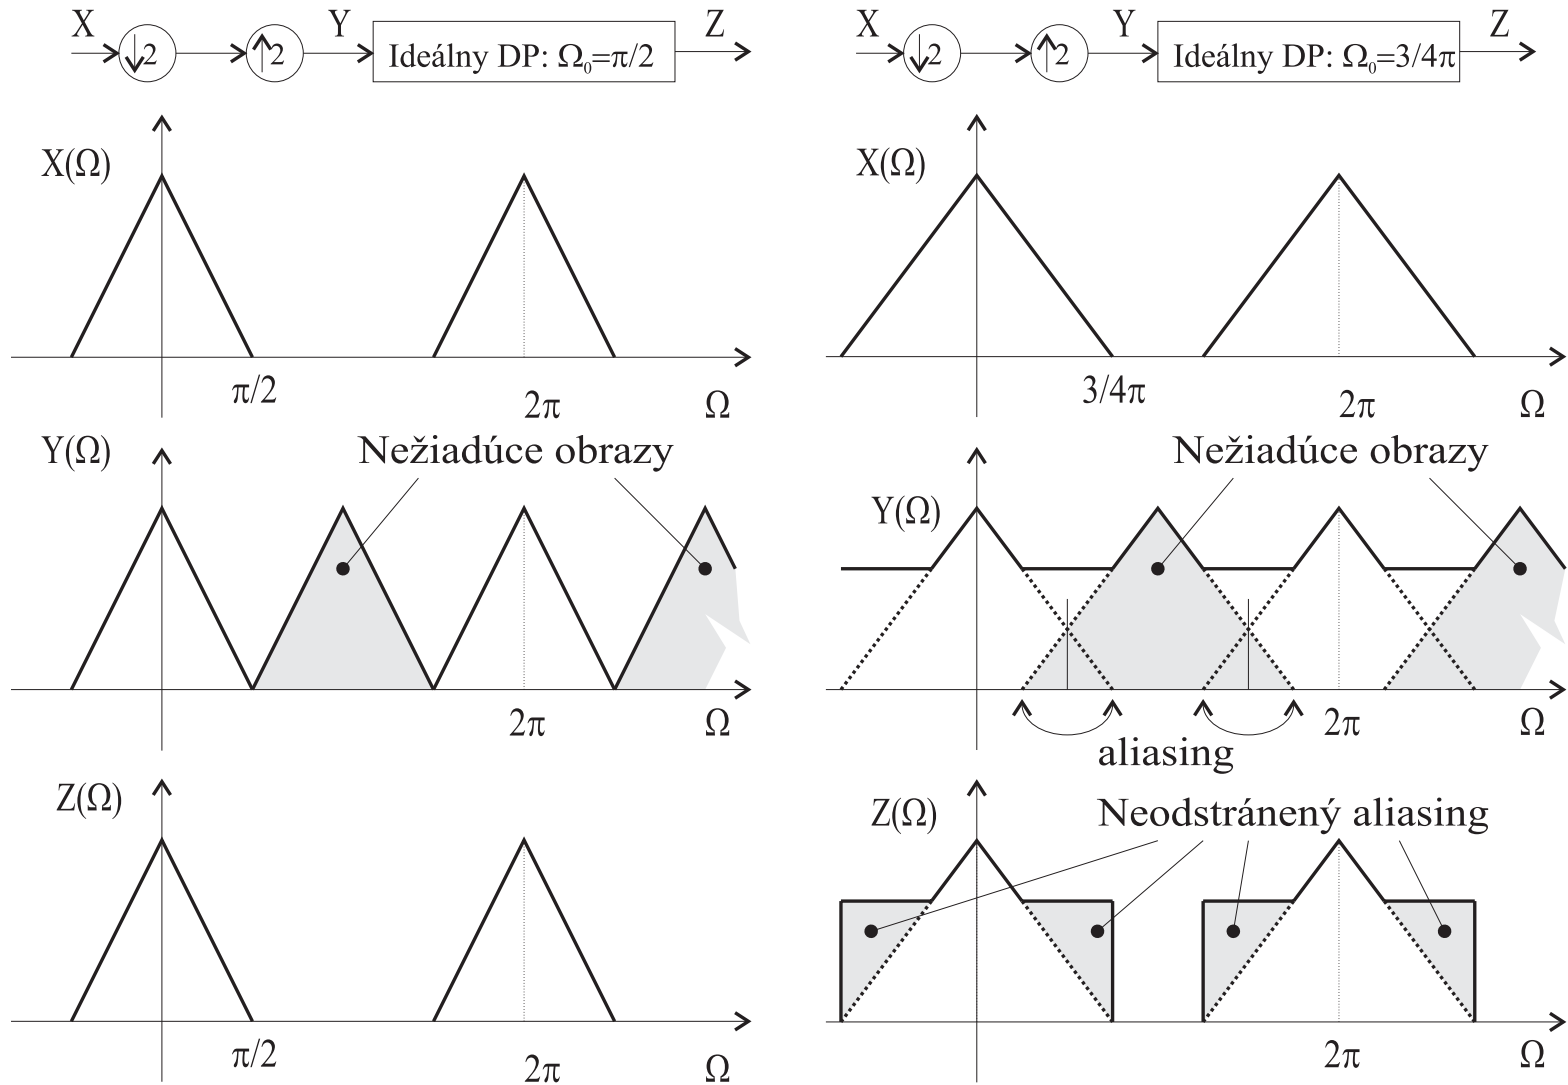 X ↓2 ↑2 Y Ideálny DP: Ω₀=π/2 Z
X(Ω)
π/2 2π Ω
Y(Ω) Nežiadúce obrazy
2π Ω
Z(Ω)
π/2 2π Ω
X ↓2 ↑2 Y Ideálny DP: Ω₀=3/4π Z
X(Ω)
3/4π 2π Ω
Nežiadúce obrazy
Y(Ω)
2π Ω
aliasing
Z(Ω) Neodstránený aliasing
2π Ω